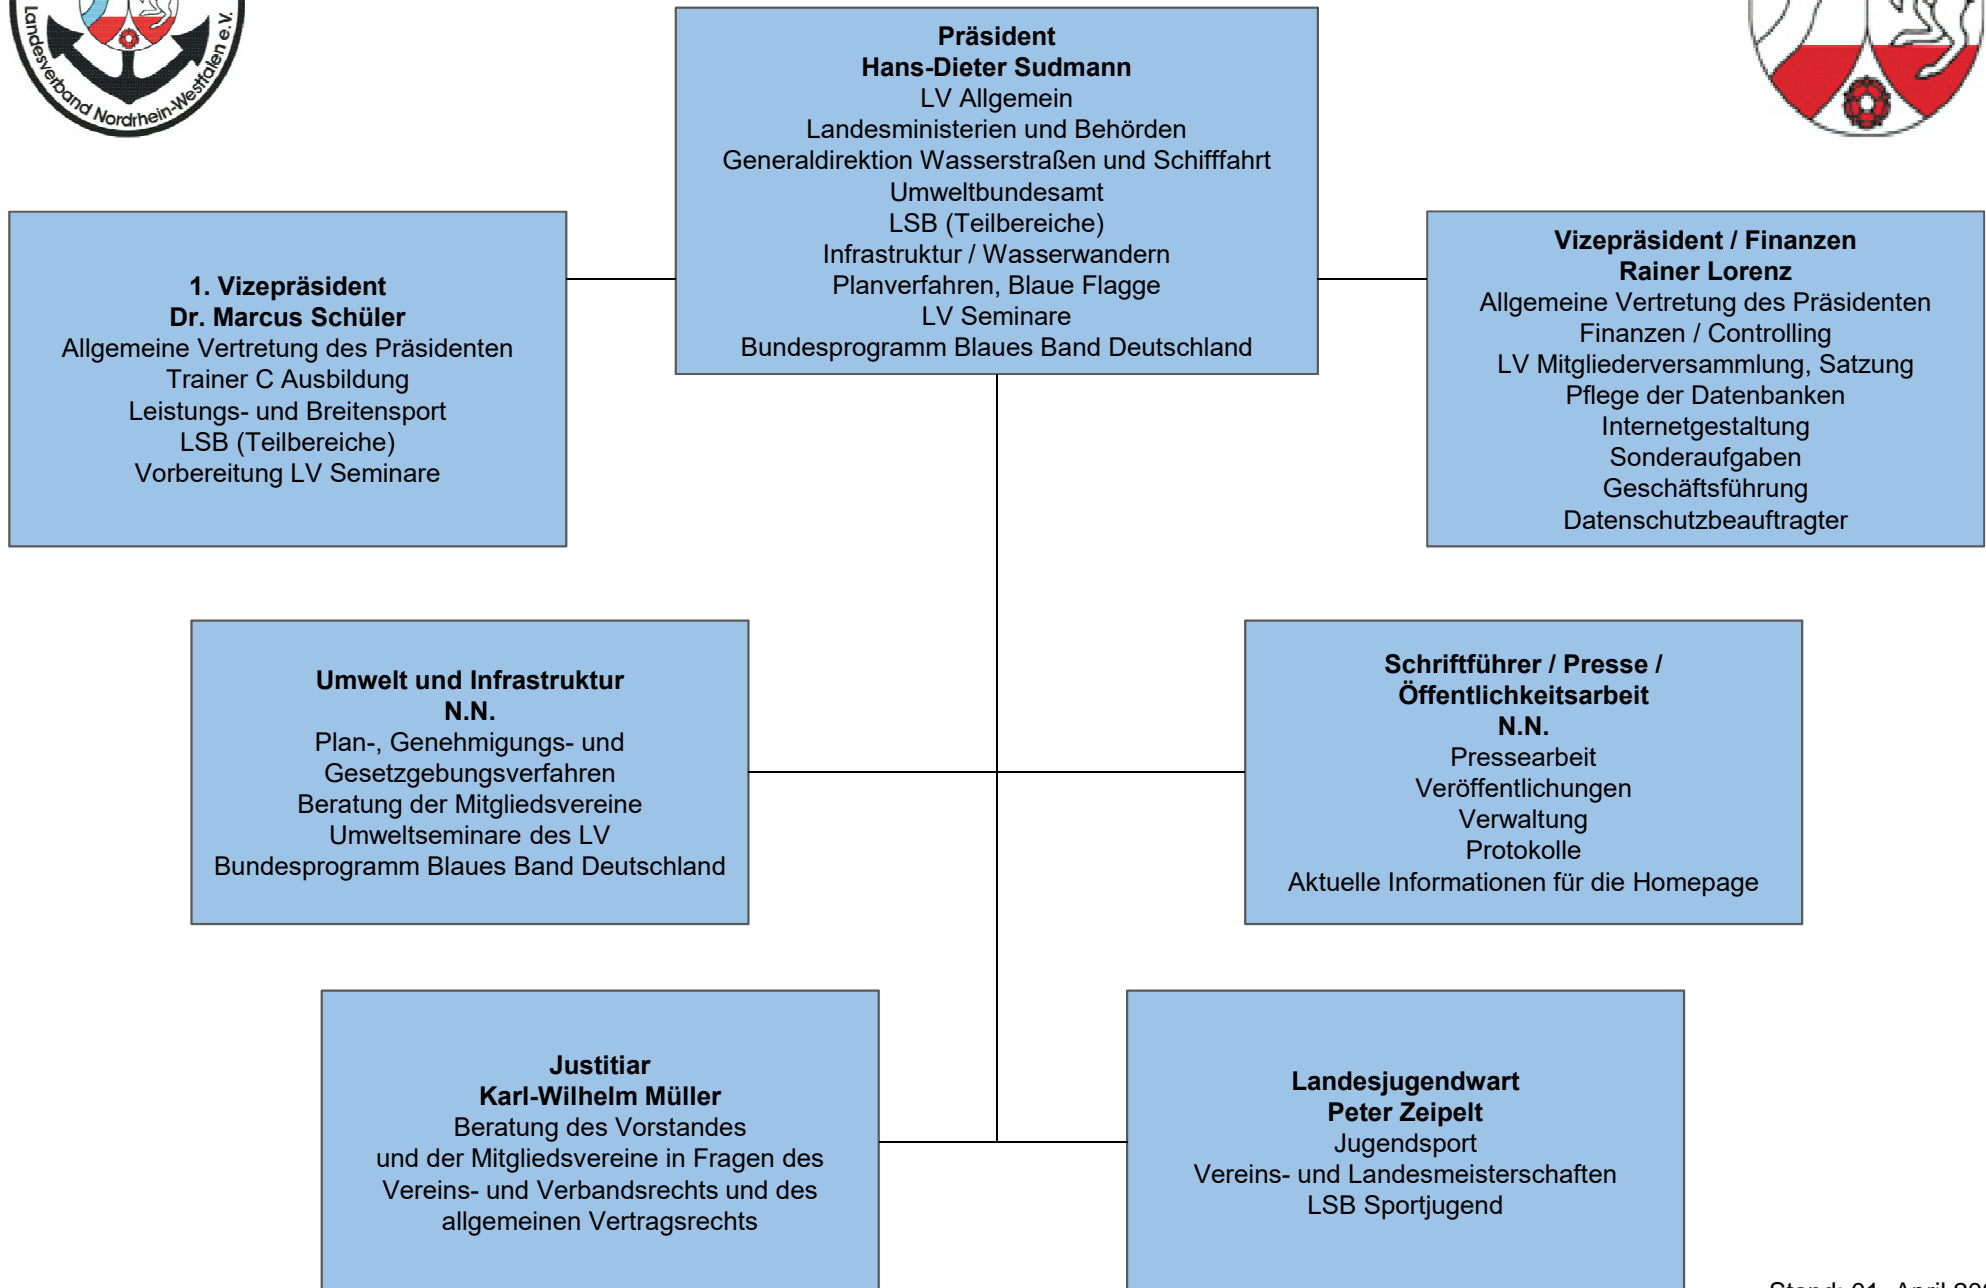 Landesverband Nordrhein-Westfalen e.V.
Präsident
Hans-Dieter Sudmann
LV Allgemein
Landesministerien und Behörden
Generaldirektion Wasserstraßen und Schifffahrt
Umweltbundesamt
LSB (Teilbereiche)
Infrastruktur / Wasserwandern
Planverfahren, Blaue Flagge
LV Seminare
Bundesprogramm Blaues Band Deutschland
1. Vizepräsident
Dr. Marcus Schüler
Allgemeine Vertretung des Präsidenten
Trainer C Ausbildung
Leistungs- und Breitensport
LSB (Teilbereiche)
Vorbereitung LV Seminare
Vizepräsident / Finanzen
Rainer Lorenz
Allgemeine Vertretung des Präsidenten
Finanzen / Controlling
LV Mitgliederversammlung, Satzung
Pflege der Datenbanken
Internetgestaltung
Sonderaufgaben
Geschäftsführung
Datenschutzbeauftragter
Umwelt und Infrastruktur
N.N.
Plan-, Genehmigungs- und
Gesetzgebungsverfahren
Beratung der Mitgliedsvereine
Umweltseminare des LV
Bundesprogramm Blaues Band Deutschland
Schriftführer / Presse /
Öffentlichkeitsarbeit
N.N.
Pressearbeit
Veröffentlichungen
Verwaltung
Protokolle
Aktuelle Informationen für die Homepage
Justitiar
Karl-Wilhelm Müller
Beratung des Vorstandes
und der Mitgliedsvereine in Fragen des
Vereins- und Verbandsrechts und des
allgemeinen Vertragsrechts
Landesjugendwart
Peter Zeipelt
Jugendsport
Vereins- und Landesmeisterschaften
LSB Sportjugend
Stand: 01. April